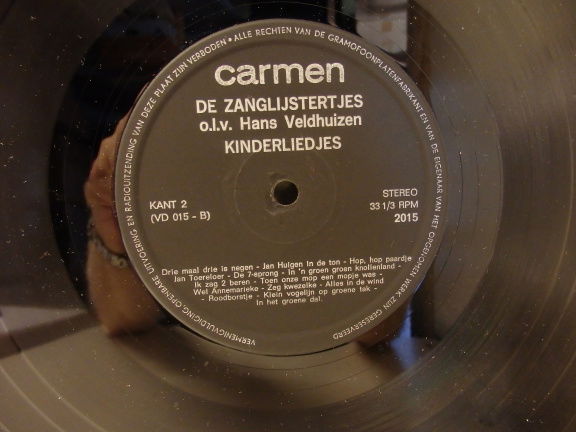 VERMENIGVULDIGING, OPENBARE UITVOERING EN RADIOUITZENDING VAN DEZE PLAAT ZIJN VERBODEN • ALLE RECHTEN VAN DE GRAMOFOONPLATENFABRIKANT EN VAN DE EIGENAAR VAN HET OPGENOMEN WERK ZIJN GERESERVEERD
carmen
DE ZANGLIJSTERTJES
o.l.v. Hans Veldhuizen
KINDERLIEDJES
KANT 2
(VD 015 - B)
STEREO
33 1/3 RPM
2015
Drie maal drie is negen - Jan Huigen in de ton - Hop, hop paardje
Jan Toereloer - De 7-sprong - In 'n groen groen knollenland -
Ik zag 2 beren - Toen onze mop een mopje was -
Wel Annemarieke - Zeg kwezelke - Alles in de wind
- Roodborstje - Klein vogelijn op groene tak -
In het groene dal.